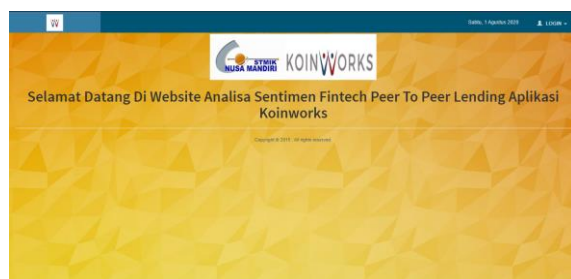 Sabtu, 1 Agustus 2020
LOGIN
STMIK
NUSA MANDIRI
KOINWORKS
Selamat Datang Di Website Analisa Sentimen Fintech Peer To Peer Lending Aplikasi
Koinworks
Copyright © 2019 - All rights reserved